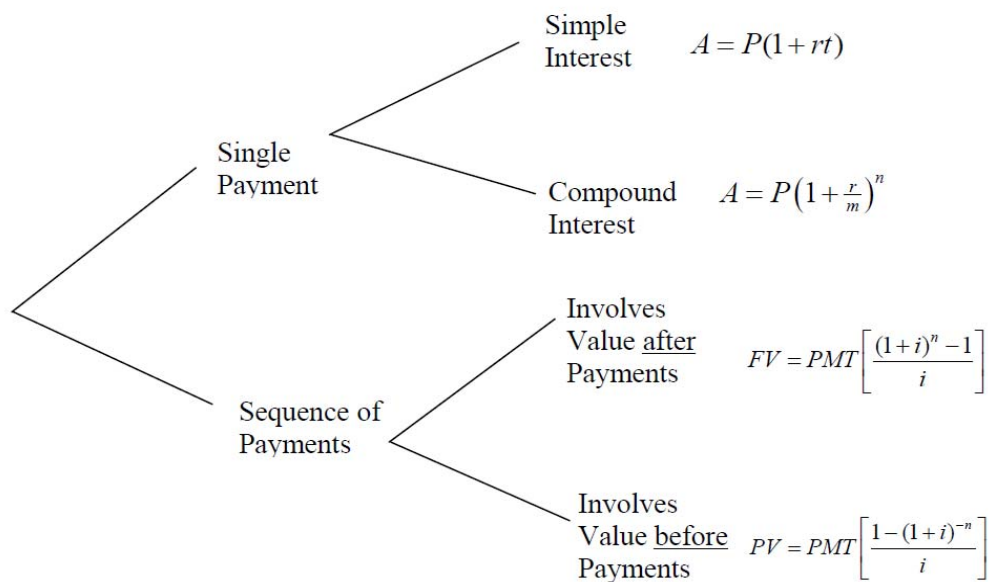 Simple
Interest
A = P(1 + rt)
Single
Payment
Compound
Interest
A = P(1 + r/m)^n
Involves
Value after
Payments
FV = PMT[((1 + i)^n − 1)/i]
Sequence of
Payments
Involves
Value before
Payments
PV = PMT[(1 − (1 + i)^−n)/i]